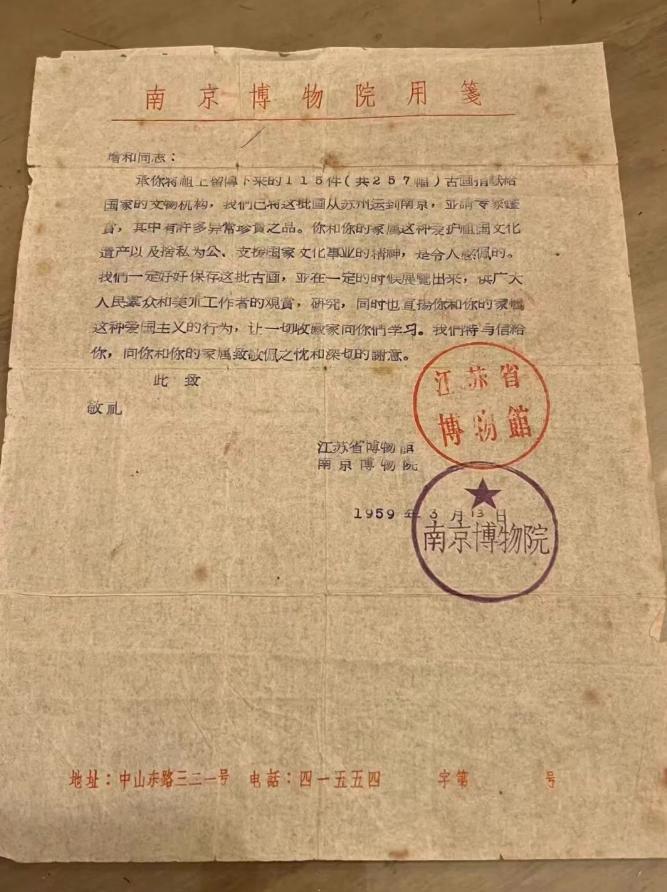 南京博物院用箋
增和同志：
承你将祖上留傳下来的１１５件（共２５７幅）古画捐献給
国家的文物机构，我們已将这批画从苏州运到南京，並請专家鑒
賞，其中有許多异常珍貴之品。你和你的家属这种爱护祖国文化
遺产以及捨私为公、支援国家文化事业的精神，是令人感佩的。
我們一定好好保存这批古画，並在一定的时候展覽出来，供广大
人民羣众和美术工作者的观賞，研究，同时也宣揚你和你的家属
这种爱国主义的行为，让一切收藏家向你們学习。我們特写信給
你，向你和你的家属致敬佩之忱和深切的謝意。
此致
敬礼
江苏省博物館
南京博物院
１９５９年３月１３日
江苏省
博物館
南京博物院
地址：中山东路三二一号 电話：四一五五四 字第 号